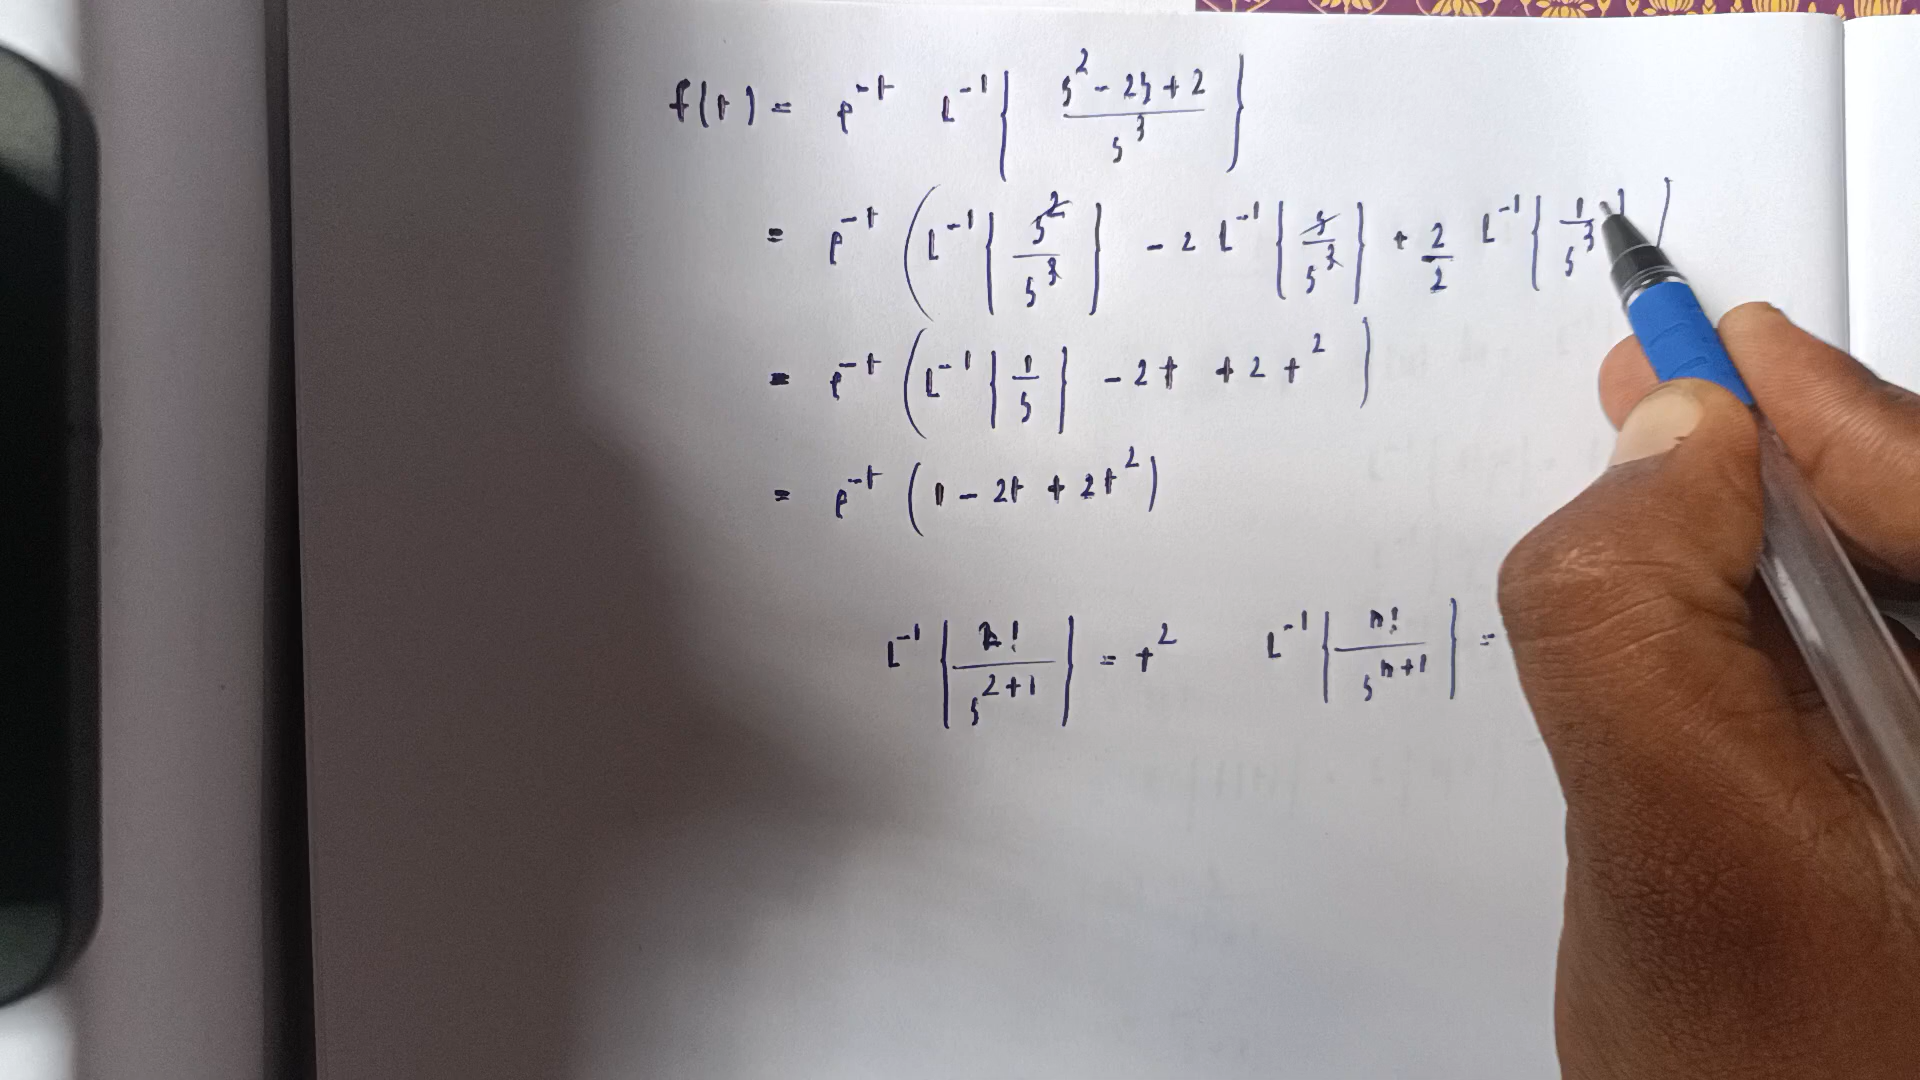 f(t) = e^-t L^-1 { s^2 - 2s + 2 / s^3 }
= e^-t ( L^-1 { s^2 / s^3 } - 2 L^-1 { s / s^3 } + 2/2 L^-1 { 1 / s^3 } )
= e^-t ( L^-1 { 1 / s } - 2t + 2t^2 )
= e^-t ( 1 - 2t + 2t^2 )
L^-1 { 2! / s^2+1 } = t^2 L^-1 { n! / s^n+1 } =